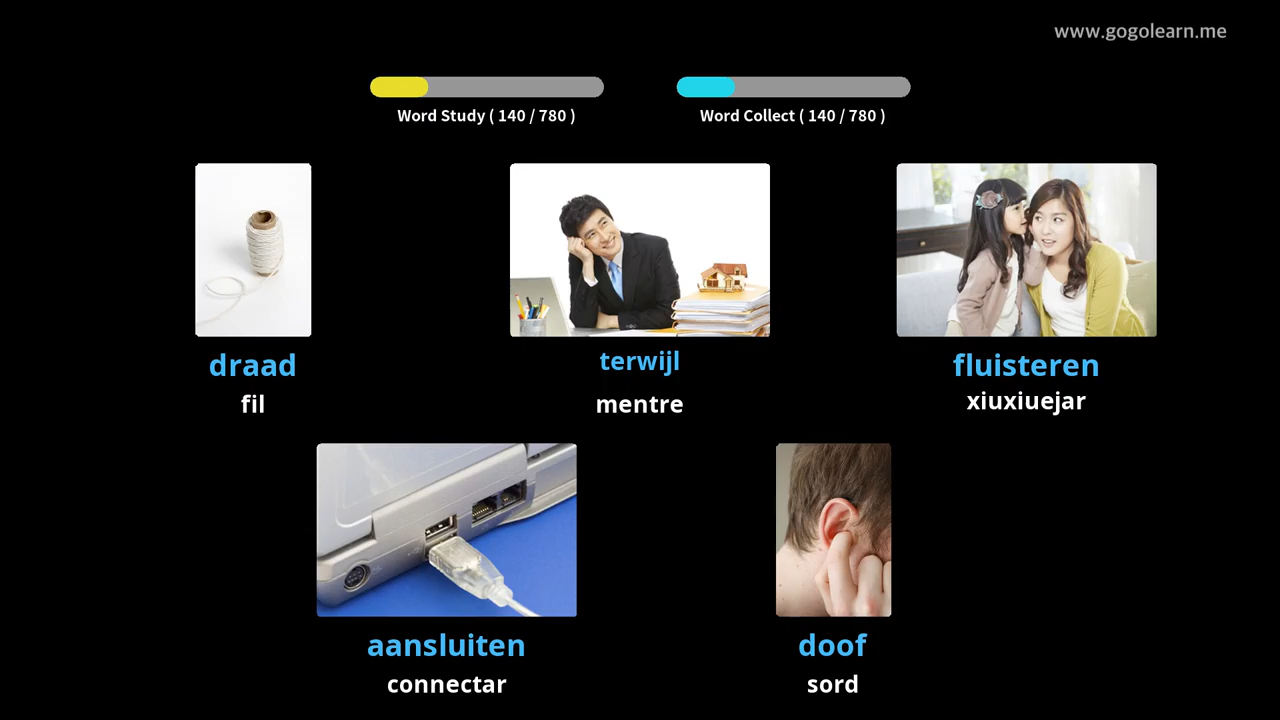 www.gogolearn.me
Word Study ( 140 / 780 )
Word Collect ( 140 / 780 )
draad
fil
terwijl
mentre
fluisteren
xiuxiuejar
aansluiten
connectar
doof
sord